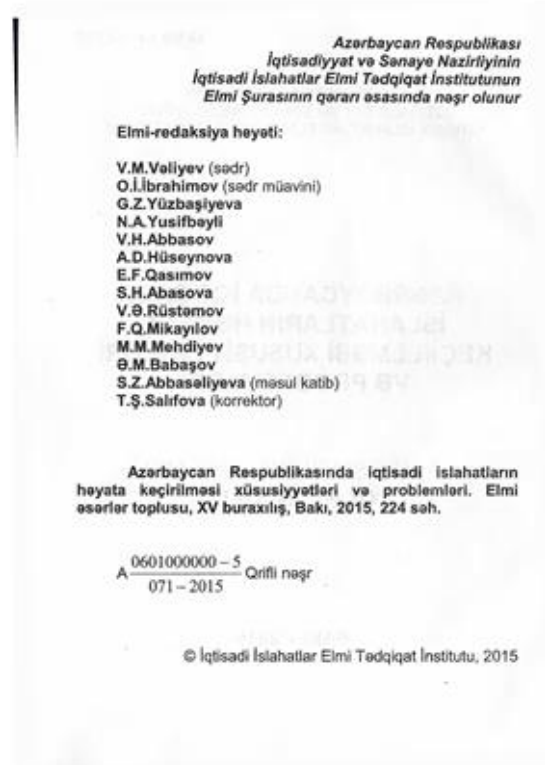 Azərbaycan Respublikası
İqtisadiyyat və Sənaye Nazirliyinin
İqtisadi İslahatlar Elmi Tədqiqat İnstitutunun
Elmi Şurasının qərarı əsasında nəşr olunur
Elmi-redaksiya heyəti:
V.M.Vəliyev (sədr)
O.İ.İbrahimov (sədr müavini)
G.Z.Yüzbaşiyeva
N.A.Yusifbəyli
V.H.Abbasov
A.D.Hüseynova
E.F.Qasımov
S.H.Abasova
V.Ə.Rüstəmov
F.Q.Mikayılov
M.M.Mehdiyev
Ə.M.Babaşov
S.Z.Abbasəliyeva (məsul katib)
T.Ş.Salıfova (korrektor)
Azərbaycan Respublikasında iqtisadi islahatların
həyata keçirilməsi xüsusiyyətləri və problemləri. Elmi
əsərlər toplusu, XV buraxılış, Bakı, 2015, 224 səh.
A 0601000000 – 5 / 071 – 2015 Qrifli nəşr
© İqtisadi İslahatlar Elmi Tədqiqat İnstitutu, 2015